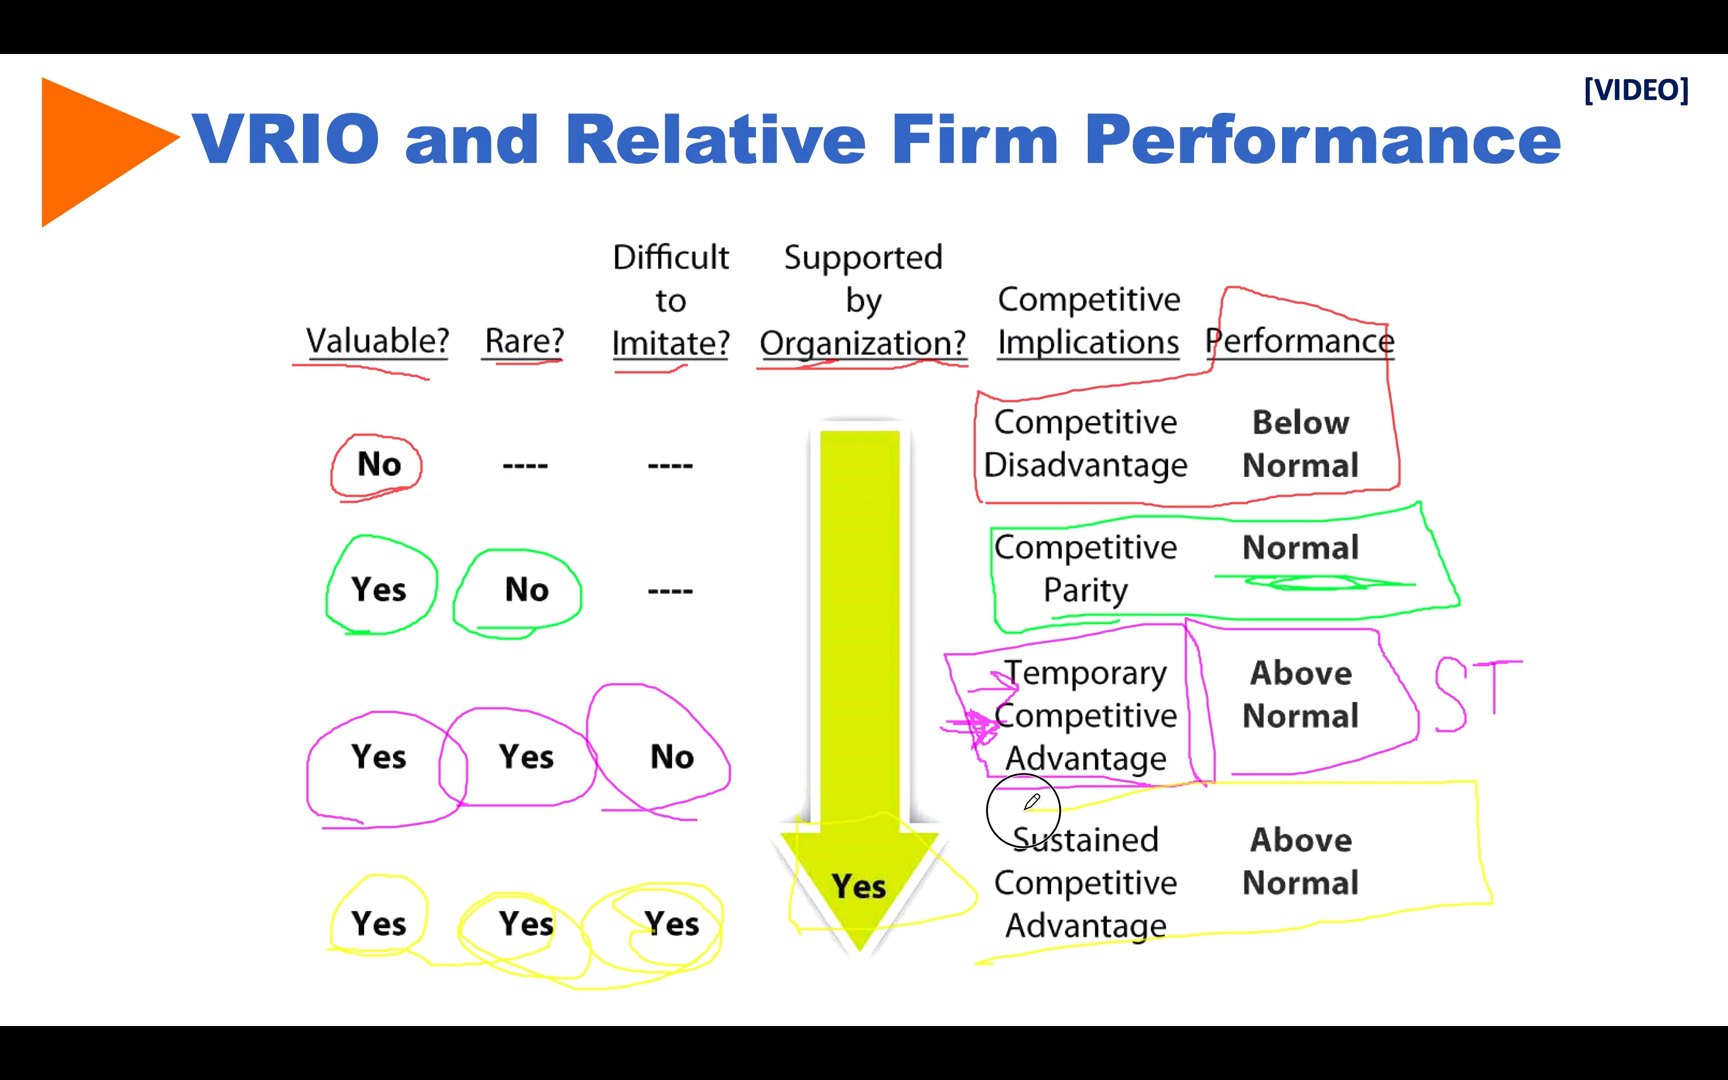 [VIDEO]
VRIO and Relative Firm Performance
Difficult Supported
to by Competitive
Valuable? Rare? Imitate? Organization? Implications Performance
Competitive Below
No ---- ---- Disadvantage Normal
Competitive Normal
Yes No ---- Parity
Temporary Above
Competitive Normal ST
Yes Yes No Advantage
Sustained Above
Yes Competitive Normal
Yes Yes Yes Advantage